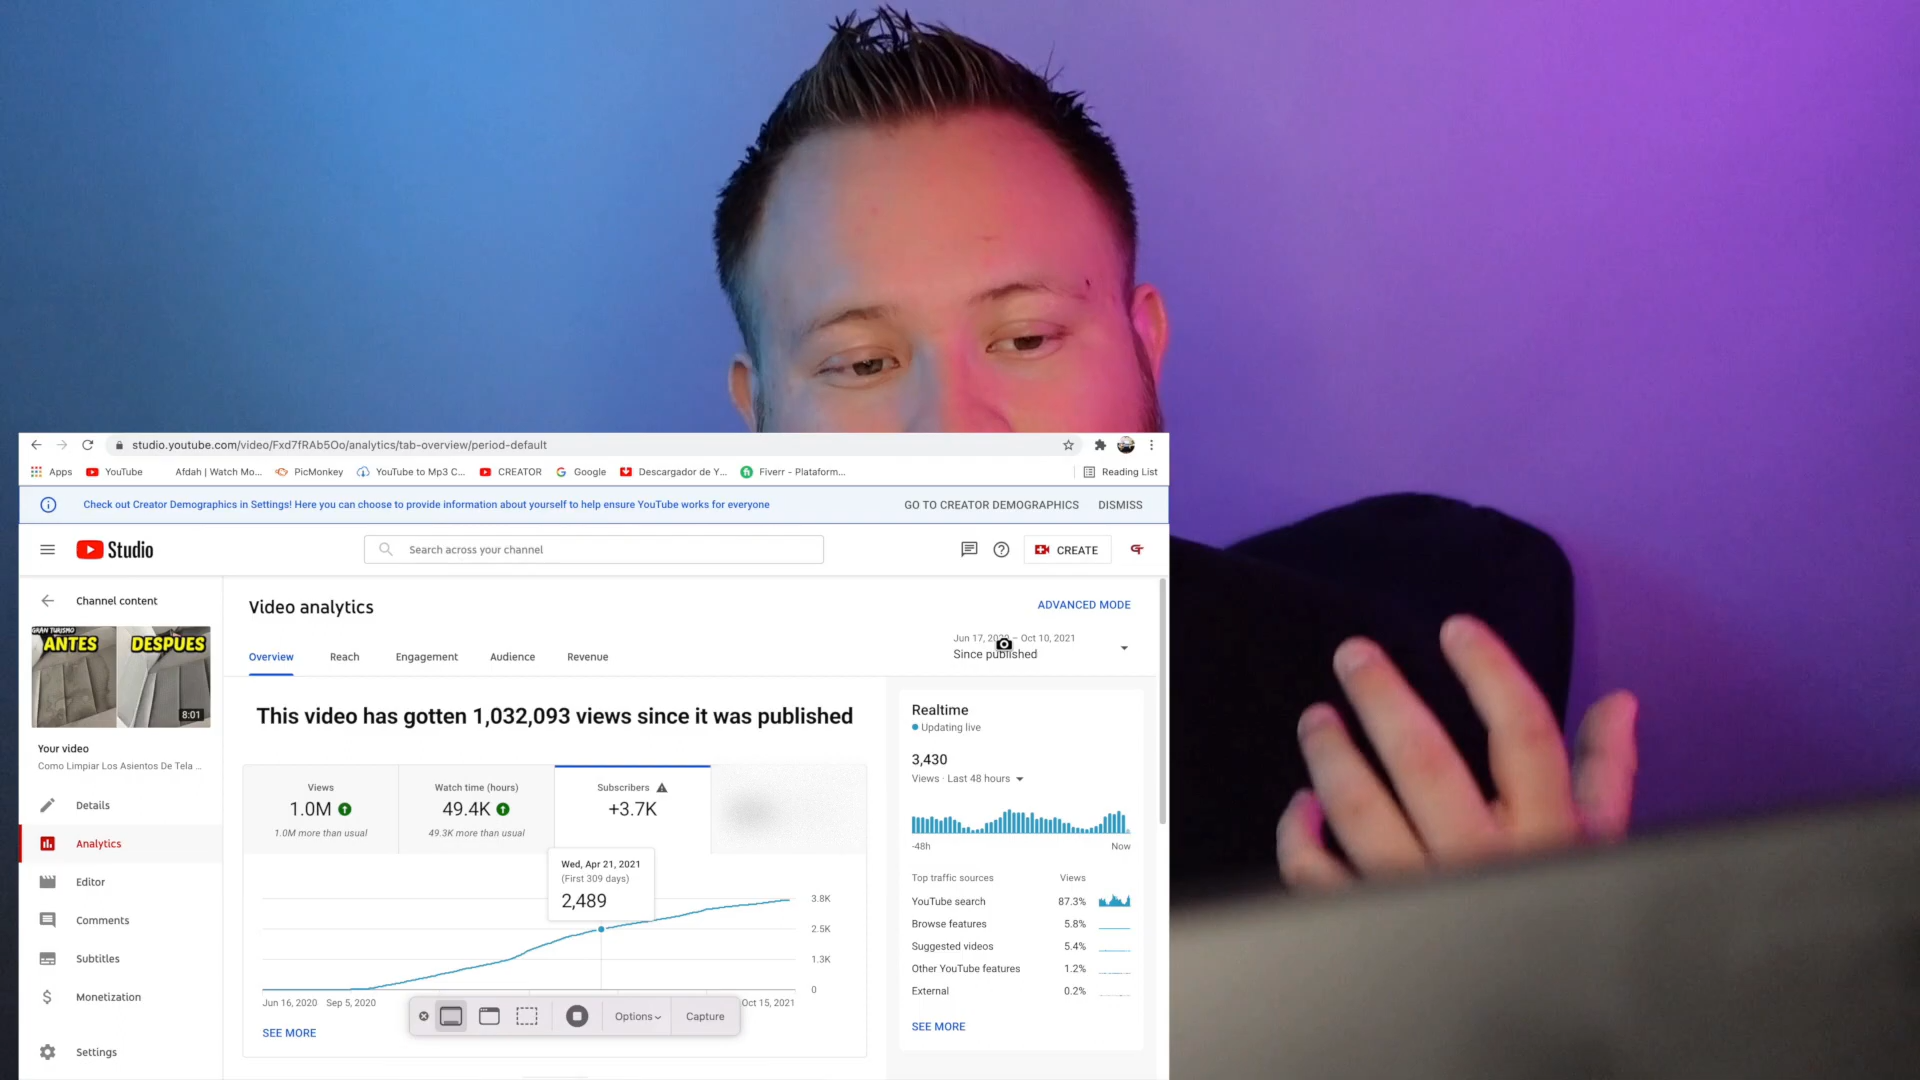 studio.youtube.com/video/Fxd7fRAb5Oo/analytics/tab-overview/period-default
Apps YouTube Afdah | Watch Mo... PicMonkey YouTube to Mp3 C... CREATOR Google Descargador de Y... Fiverr - Plataform... Reading List
Check out Creator Demographics in Settings! Here you can choose to provide information about yourself to help ensure YouTube works for everyone GO TO CREATOR DEMOGRAPHICS DISMISS
Studio Search across your channel CREATE GT
Channel content
GRAN TURISMO
ANTES DESPUES
8:01
Your video
Como Limpiar Los Asientos De Tela ...
Details
Analytics
Editor
Comments
Subtitles
Monetization
Settings
Video analytics ADVANCED MODE
Overview Reach Engagement Audience Revenue
Jun 17, – Oct 10, 2021
Since published
This video has gotten 1,032,093 views since it was published
Views
1.0M
1.0M more than usual
Watch time (hours)
49.4K
49.3K more than usual
Subscribers
+3.7K
Wed, Apr 21, 2021
(First 309 days)
2,489
3.8K
2.5K
1.3K
0
Jun 16, 2020 Sep 5, 2020 Oct 15, 2021
Options Capture
SEE MORE
Realtime
Updating live
3,430
Views · Last 48 hours
-48h Now
Top traffic sources Views
YouTube search 87.3%
Browse features 5.8%
Suggested videos 5.4%
Other YouTube features 1.2%
External 0.2%
SEE MORE